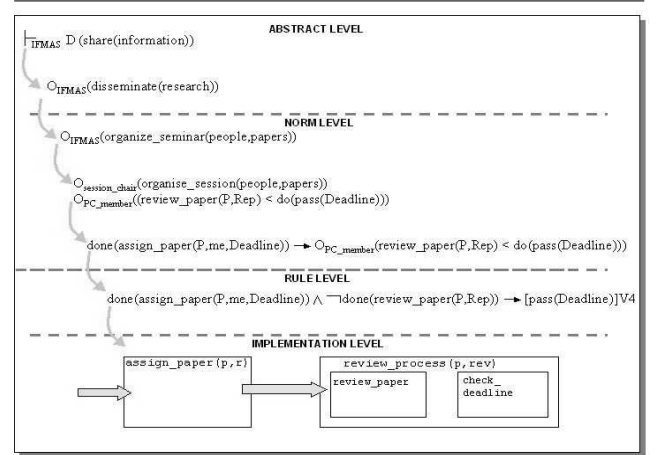 ABSTRACT LEVEL
⊢IFMAS D (share(information))
OIFMAS(disseminate(research))
NORM LEVEL
OIFMAS(organize_seminar(people,papers))
Osession_chair(organise_session(people,papers))
OPC_member((review_paper(P,Rep) < do(pass(Deadline)))
done(assign_paper(P,me,Deadline)) → OPC_member(review_paper(P,Rep) < do(pass(Deadline)))
RULE LEVEL
done(assign_paper(P,me,Deadline)) ∧ ¬done(review_paper(P,Rep)) → [pass(Deadline)]V4
IMPLEMENTATION LEVEL
assign_paper(p,r)
review_process(p,rev)
review_paper
check_
deadline